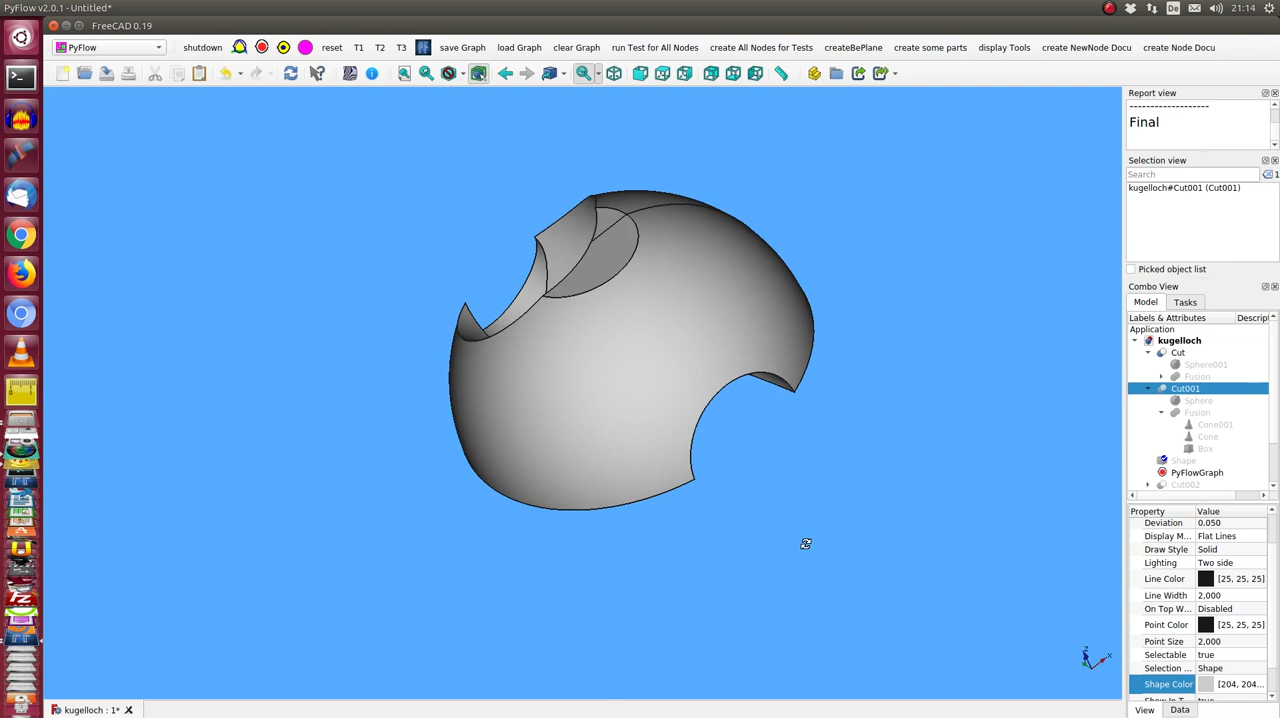 PyFlow v2.0.1 - Untitled*
De
21:14
FreeCAD 0.19
PyFlow
shutdown
reset
T1
T2
T3
save Graph
load Graph
clear Graph
run Test for All Nodes
create All Nodes for Tests
createBePlane
create some parts
display Tools
create NewNode Docu
create Node Docu
Report view
-------------------
Final
Selection view
Search
1
kugelloch#Cut001 (Cut001)
Picked object list
Combo View
Model
Tasks
Labels & Attributes
Descript
Application
kugelloch
Cut
Sphere001
Fusion
Cut001
Sphere
Fusion
Cone001
Cone
Box
Shape
PyFlowGraph
Cut002
Property
Value
Deviation
0,050
Display M...
Flat Lines
Draw Style
Solid
Lighting
Two side
Line Color
[25, 25, 25]
Line Width
2,000
On Top W...
Disabled
Point Color
[25, 25, 25]
Point Size
2,000
Selectable
true
Selection ...
Shape
Shape Color
[204, 204...
true
View
Data
z
x
kugelloch : 1*